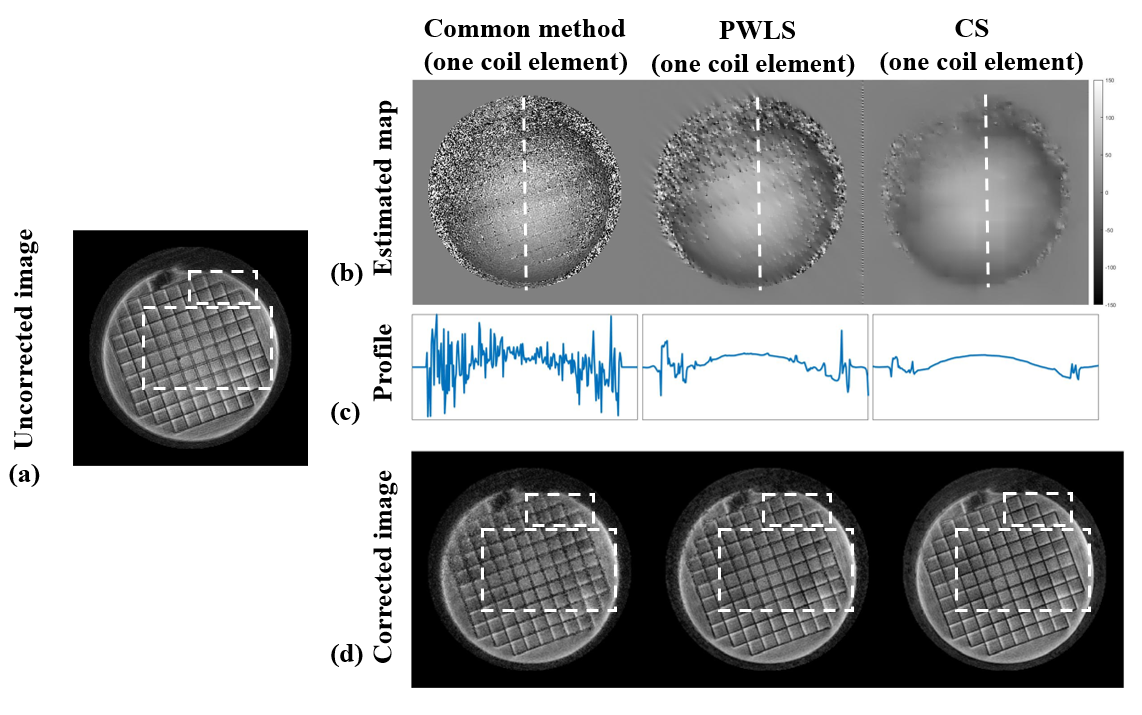 Common method
(one coil element)
PWLS
(one coil element)
CS
(one coil element)
Estimated map
(b)
150
100
50
0
-50
-100
-150
Uncorrected image
(a)
Profile
(c)
Corrected image
(d)